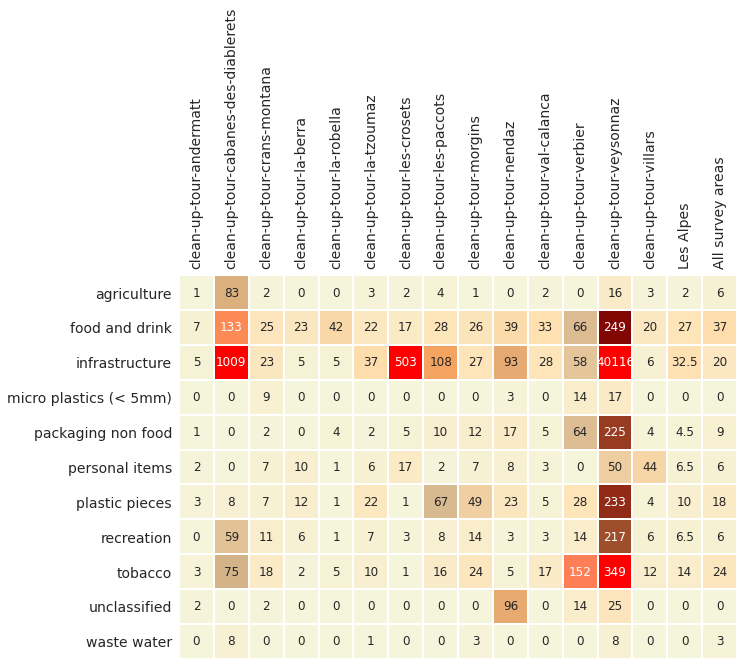 clean-up-tour-andermatt
clean-up-tour-cabanes-des-diablerets
clean-up-tour-crans-montana
clean-up-tour-la-berra
clean-up-tour-la-robella
clean-up-tour-la-tzoumaz
clean-up-tour-les-crosets
clean-up-tour-les-paccots
clean-up-tour-morgins
clean-up-tour-nendaz
clean-up-tour-val-calanca
clean-up-tour-verbier
clean-up-tour-veysonnaz
clean-up-tour-villars
Les Alpes
All survey areas
agriculture 1 83 2 0 0 3 2 4 1 0 2 0 16 3 2 6
food and drink 7 133 25 23 42 22 17 28 26 39 33 66 249 20 27 37
infrastructure 5 1009 23 5 5 37 503 108 27 93 28 58 40116 6 32.5 20
micro plastics (< 5mm) 0 0 9 0 0 0 0 0 0 3 0 14 17 0 0 0
packaging non food 1 0 2 0 4 2 5 10 12 17 5 64 225 4 4.5 9
personal items 2 0 7 10 1 6 17 2 7 8 3 0 50 44 6.5 6
plastic pieces 3 8 7 12 1 22 1 67 49 23 5 28 233 4 10 18
recreation 0 59 11 6 1 7 3 8 14 3 3 14 217 6 6.5 6
tobacco 3 75 18 2 5 10 1 16 24 5 17 152 349 12 14 24
unclassified 2 0 2 0 0 0 0 0 0 96 0 14 25 0 0 0
waste water 0 8 0 0 0 1 0 0 3 0 0 0 8 0 0 3